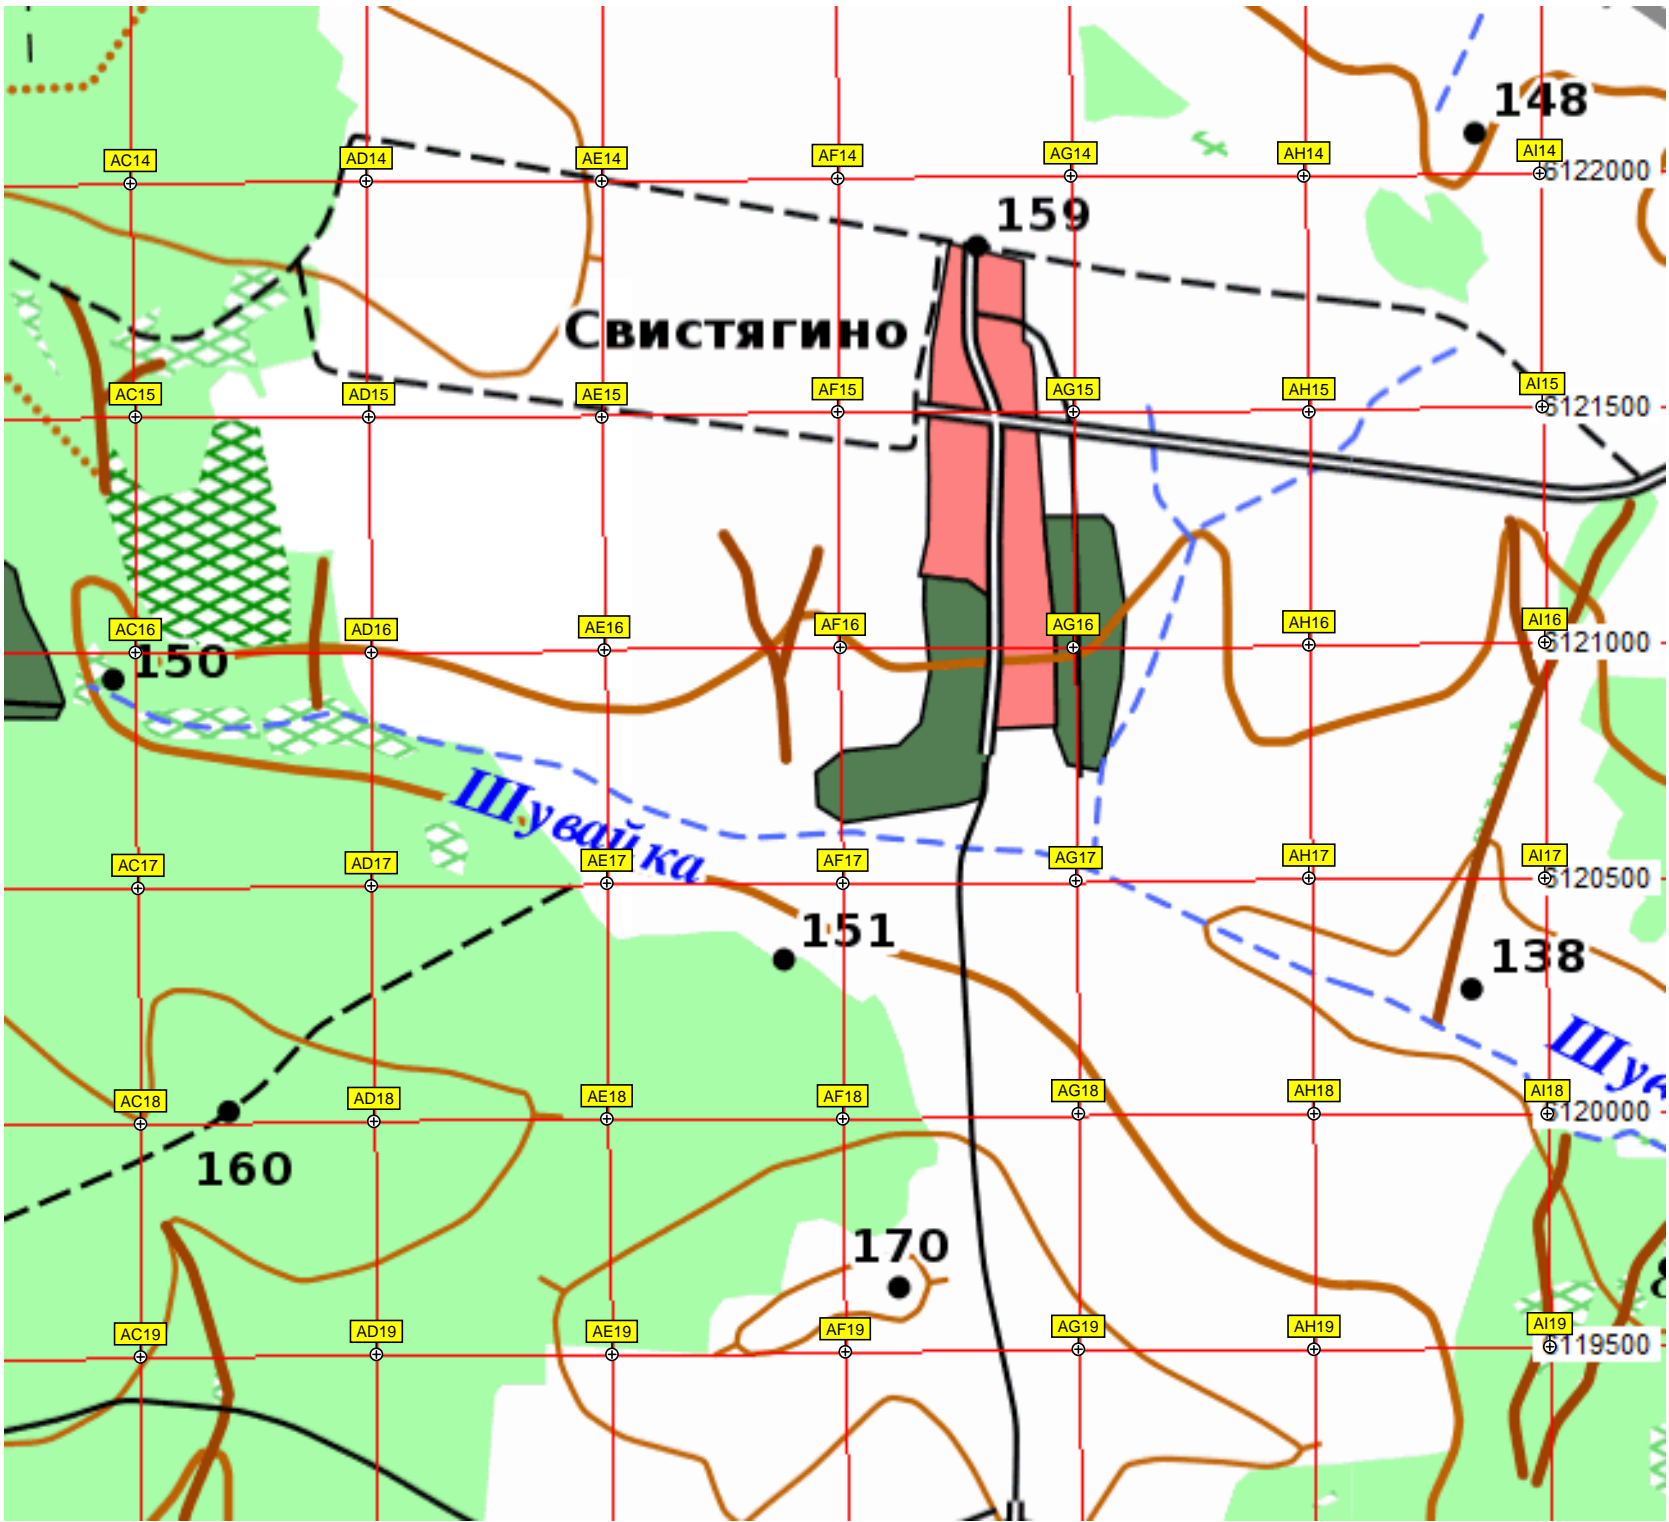 148
AC14 AD14 AE14 AF14 AG14 AH14 AI14
6122000
159
Свистягино
AC15 AD15 AE15 AF15 AG15 AH15 AI15
6121500
AC16 AD16 AE16 AF16 AG16 AH16 AI16
6121000
150
Шувайка
AC17 AD17 AE17 AF17 AG17 AH17 AI17
6120500
151
138
Шув
AC18 AD18 AE18 AF18 AG18 AH18 AI18
6120000
160
170
AC19 AD19 AE19 AF19 AG19 AH19 AI19
6119500